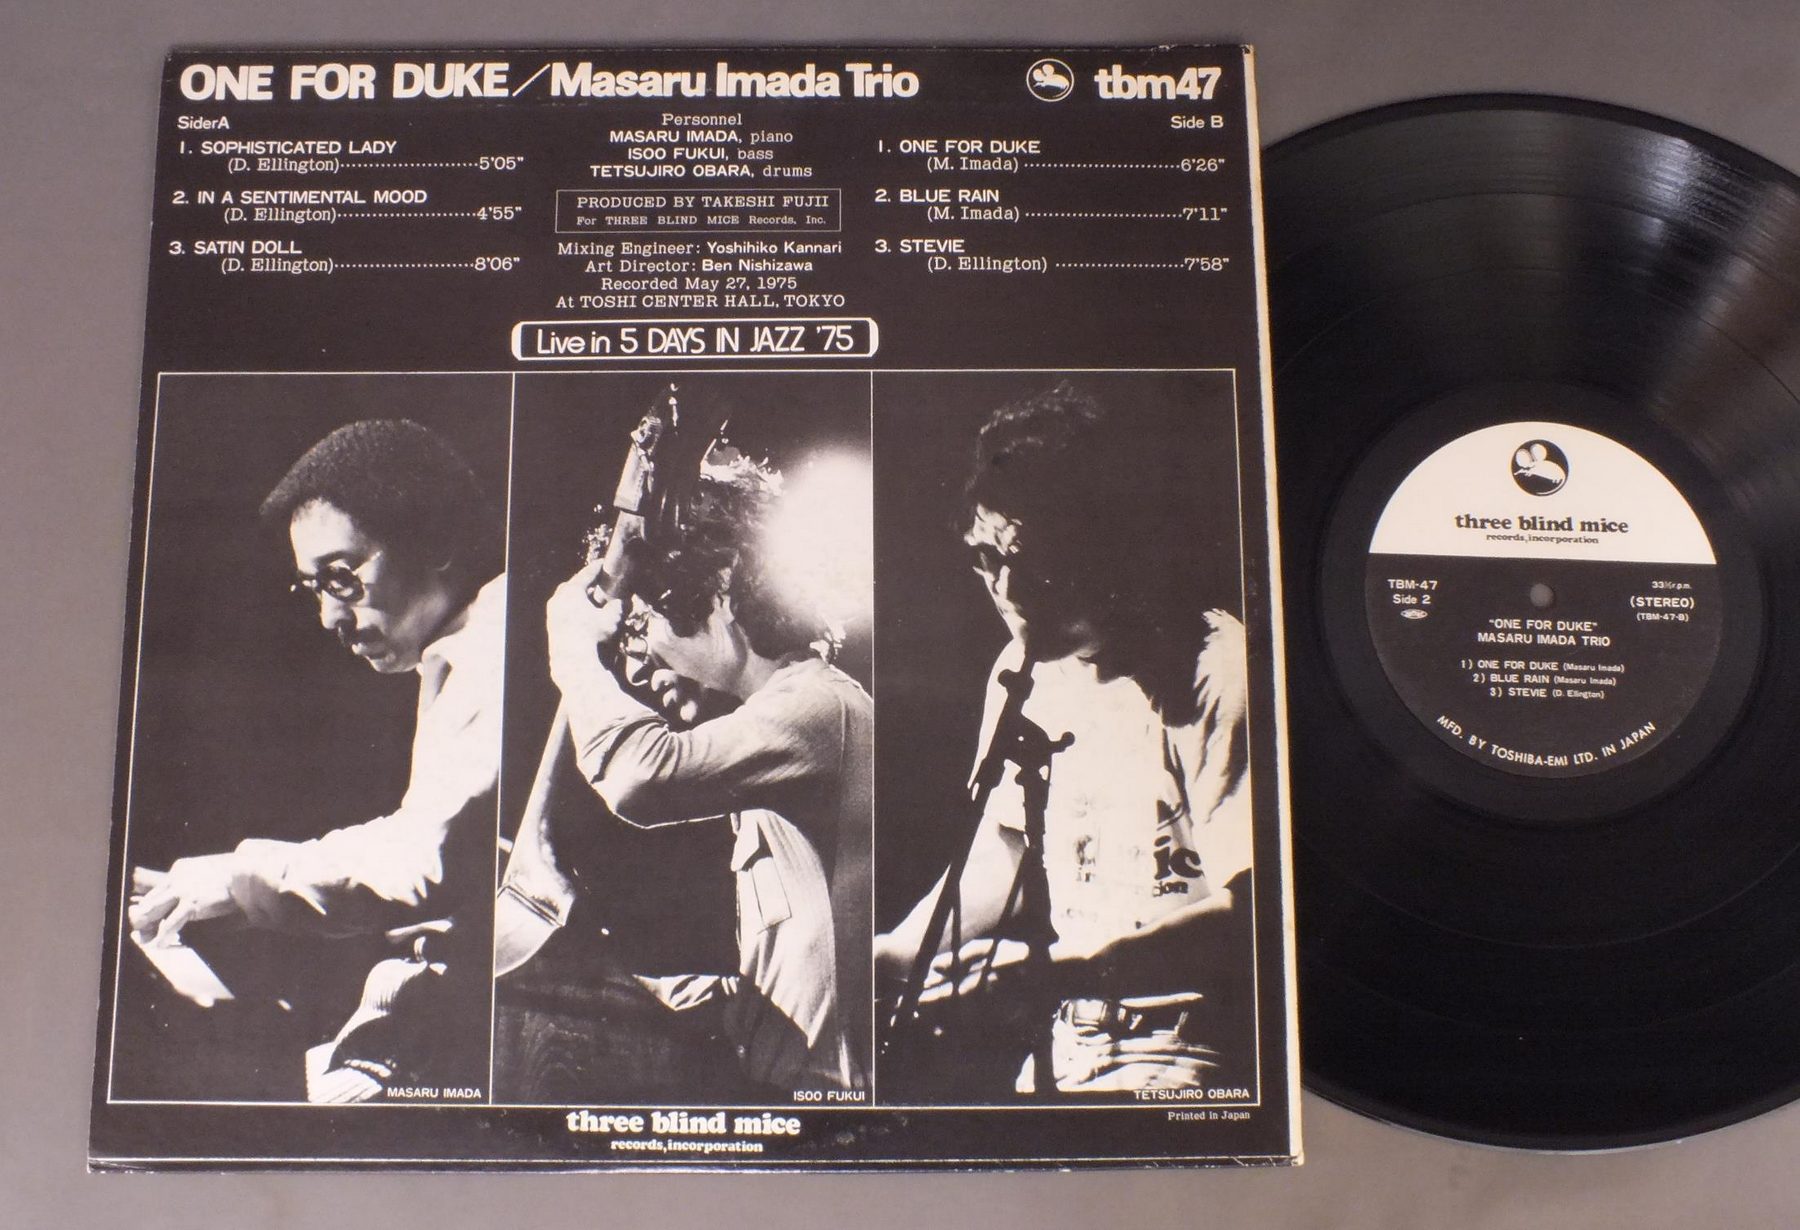 ONE FOR DUKE/Masaru Imada Trio
tbm47
SiderA
1. SOPHISTICATED LADY
(D. Ellington)........................5'05"
2. IN A SENTIMENTAL MOOD
(D. Ellington)........................4'55"
3. SATIN DOLL
(D. Ellington)........................8'06"
Personnel
MASARU IMADA, piano
ISOO FUKUI, bass
TETSUJIRO OBARA, drums
PRODUCED BY TAKESHI FUJII
For THREE BLIND MICE Records, Inc.
Mixing Engineer: Yoshihiko Kannari
Art Director: Ben Nishizawa
Recorded May 27, 1975
At TOSHI CENTER HALL, TOKYO
Live in 5 DAYS IN JAZZ '75
Side B
1. ONE FOR DUKE
(M. Imada) ...........................6'26"
2. BLUE RAIN
(M. Imada) ...........................7'11"
3. STEVIE
(D. Ellington) ......................7'58"
ic
ion
MASARU IMADA
ISOO FUKUI
TETSUJIRO OBARA
Printed in Japan
three blind mice
records, incorporation
three blind mice
records, incorporation
TBM-47
Side 2
33⅓r.p.m.
(STEREO)
(TBM-47-B)
"ONE FOR DUKE"
MASARU IMADA TRIO
1) ONE FOR DUKE (Masaru Imada)
2) BLUE RAIN (Masaru Imada)
3) STEVIE (D. Ellington)
MFD. BY TOSHIBA-EMI LTD. IN JAPAN